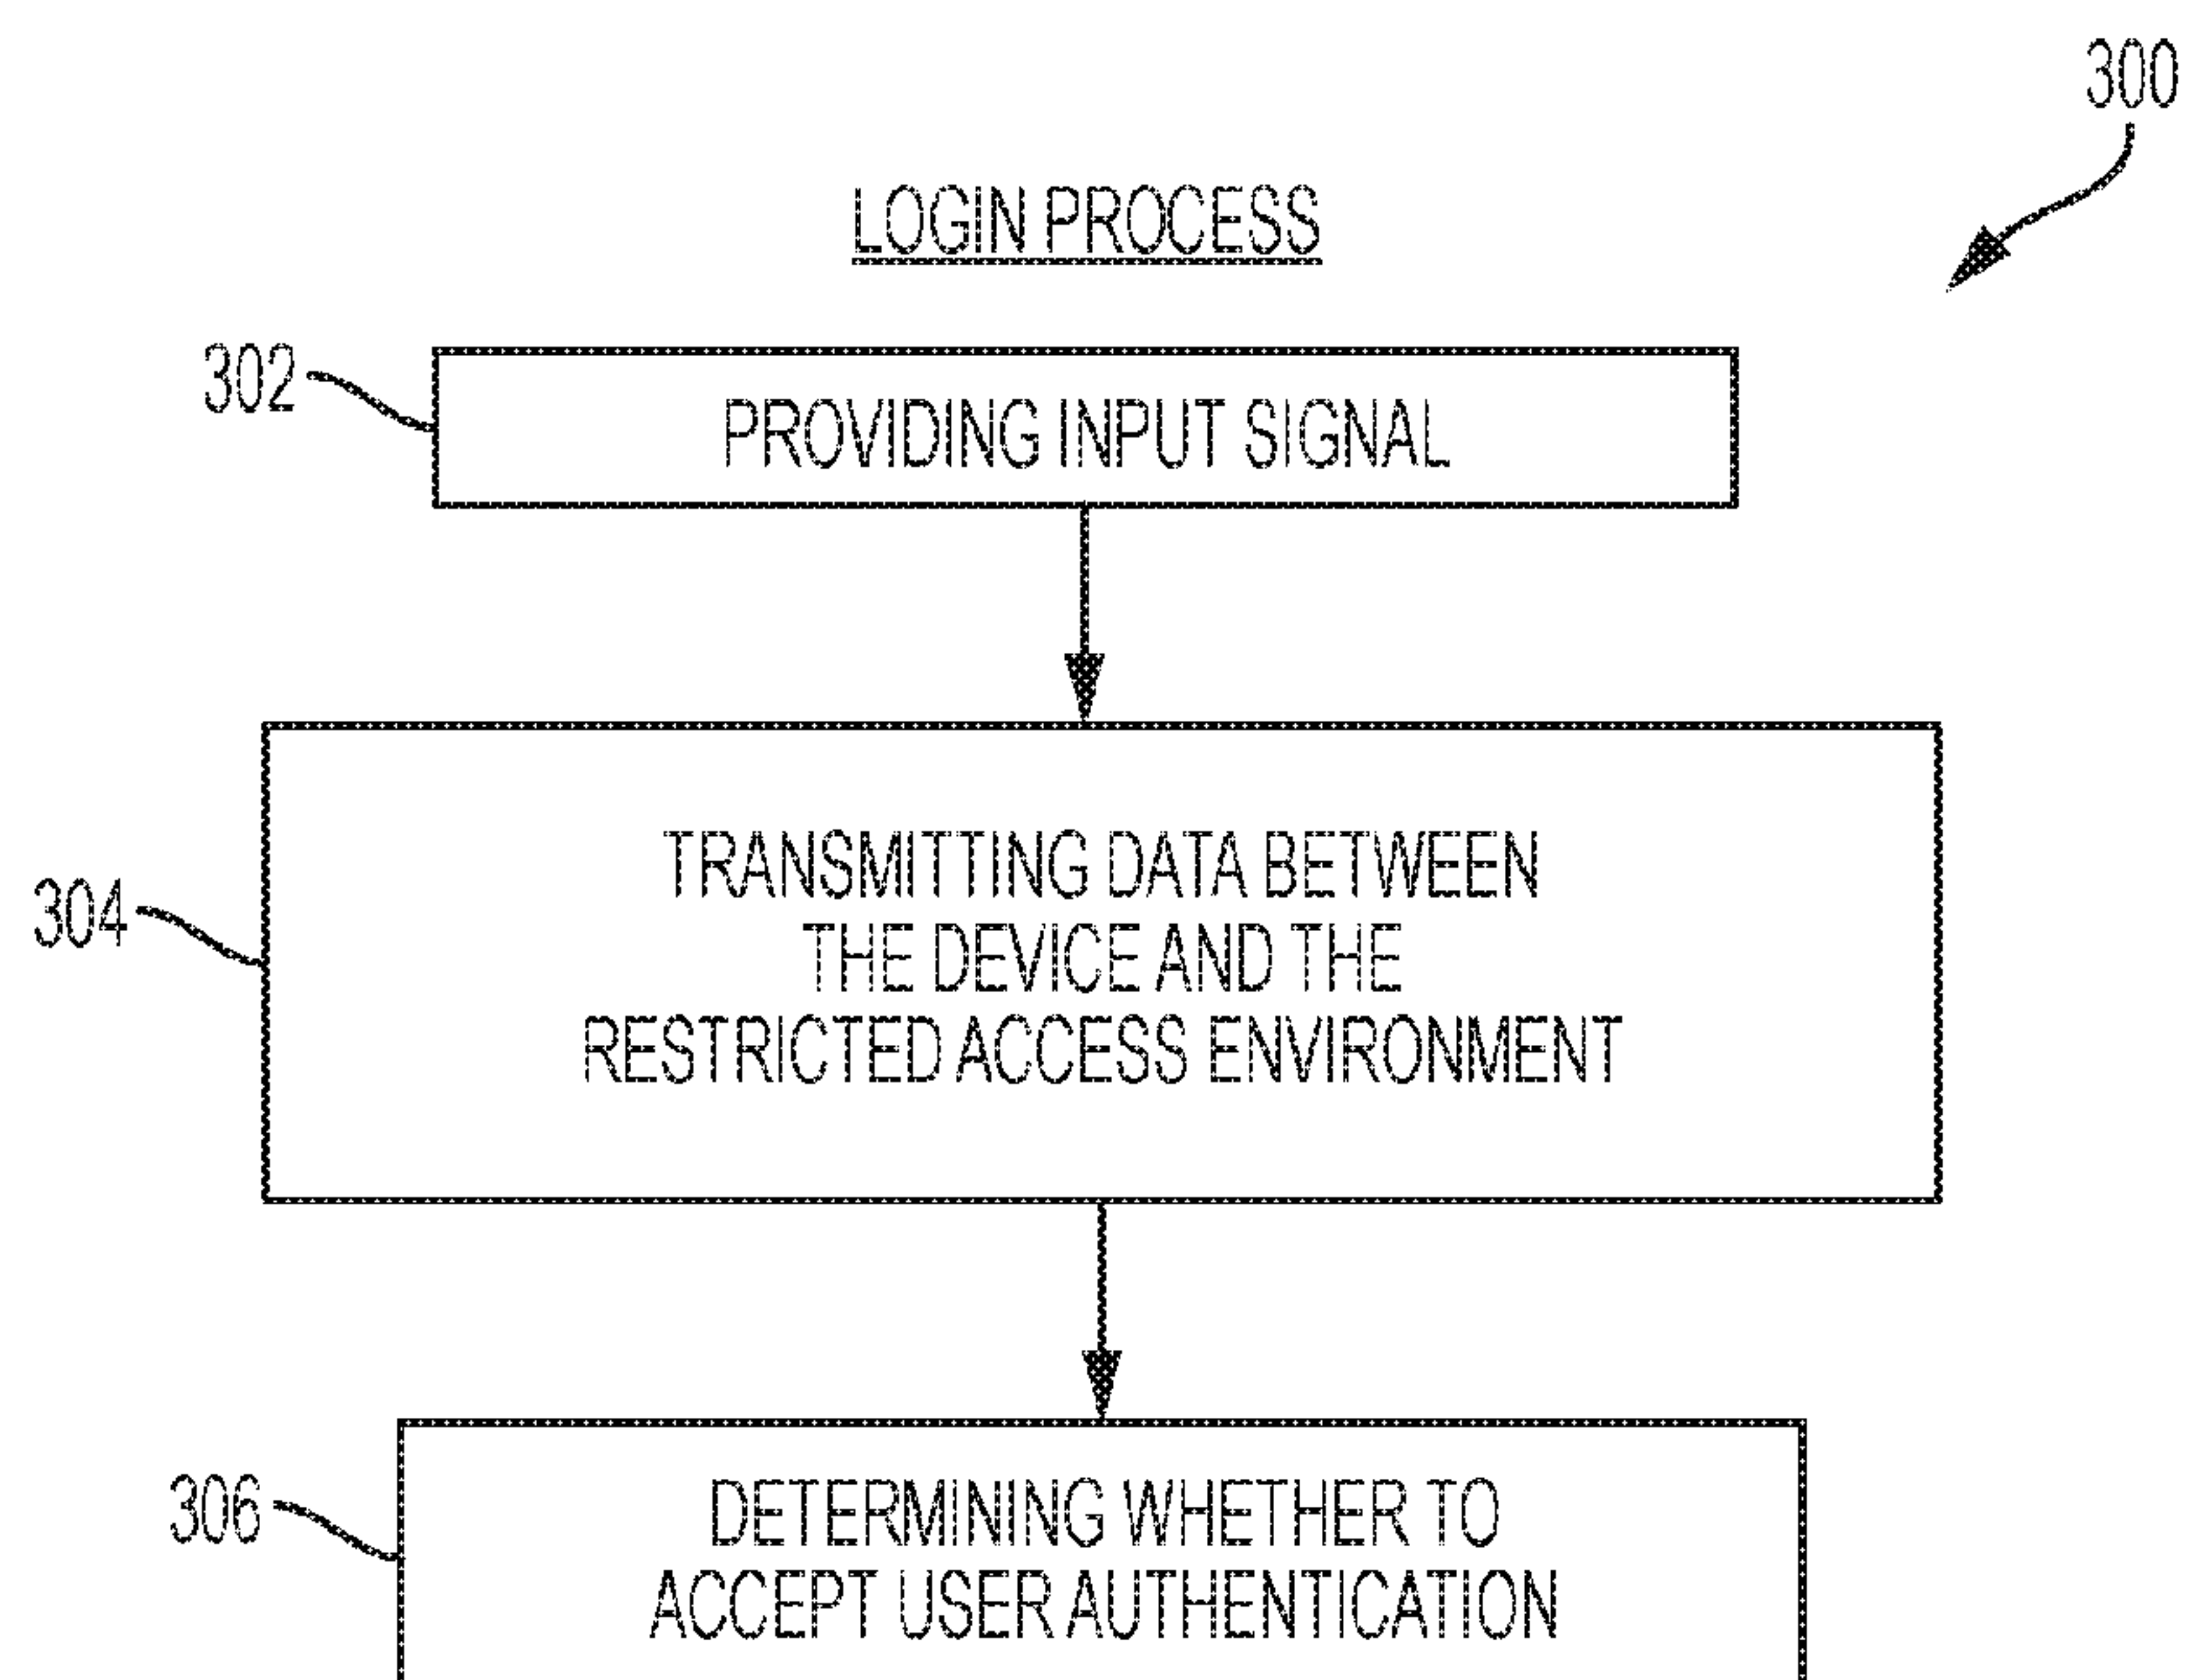 300
LOGIN PROCESS
302
PROVIDING INPUT SIGNAL
304
TRANSMITTING DATA BETWEEN
THE DEVICE AND THE
RESTRICTED ACCESS ENVIRONMENT
306
DETERMINING WHETHER TO
ACCEPT USER AUTHENTICATION